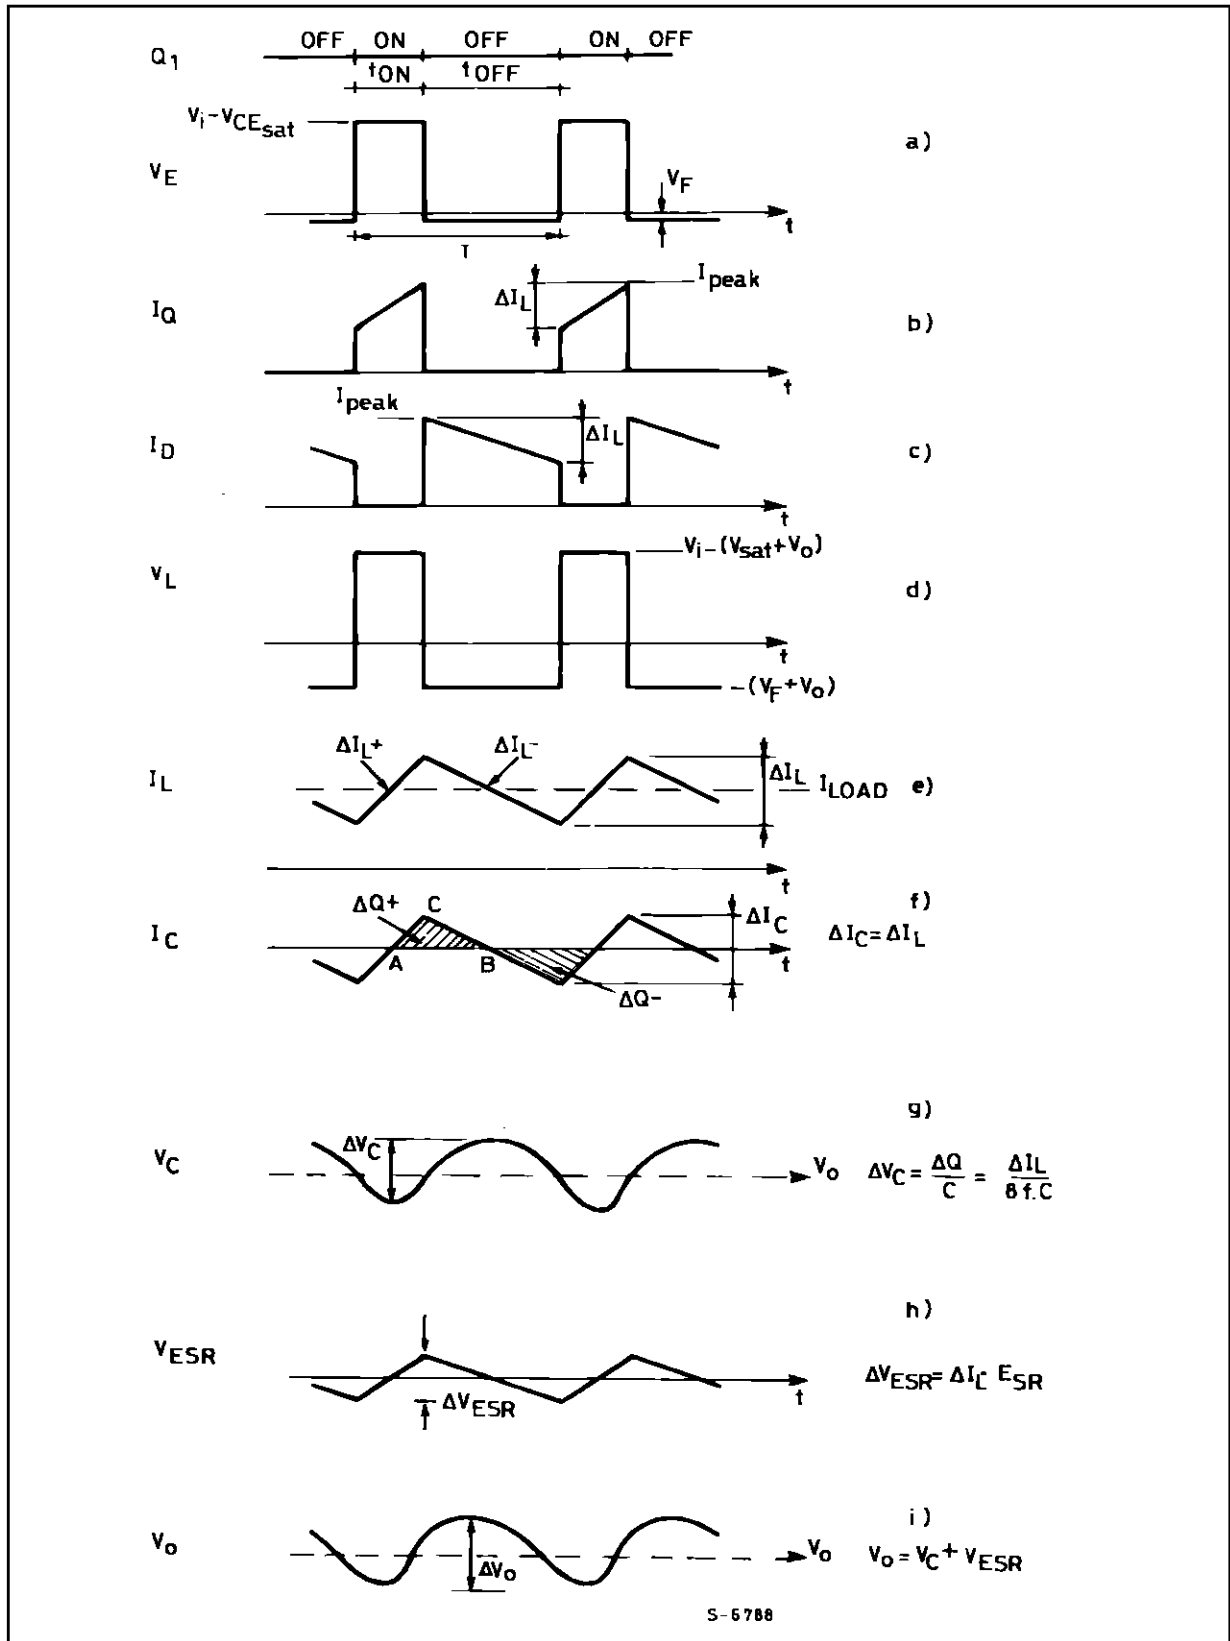 OFF ON OFF ON OFF
Q1
tON tOFF
Vi-VCEsat
a)
VE
VF
t
T
Ipeak
ΔIL
IQ
b)
t
Ipeak
ΔIL
ID
c)
t
Vi-(Vsat+Vo)
VL
d)
t
-(VF+Vo)
ΔIL+ ΔIL-
IL
ΔIL
ILOAD e)
t
f)
ΔQ+ C
ΔIC
IC
ΔIC=ΔIL
A B
t
ΔQ-
g)
ΔVC
VC
Vo ΔVC = ΔQ/C = ΔIL/8f.C
h)
VESR
ΔVESR = ΔIL· ESR
ΔVESR
t
i)
Vo
ΔVo
Vo Vo = VC + VESR
S-5788